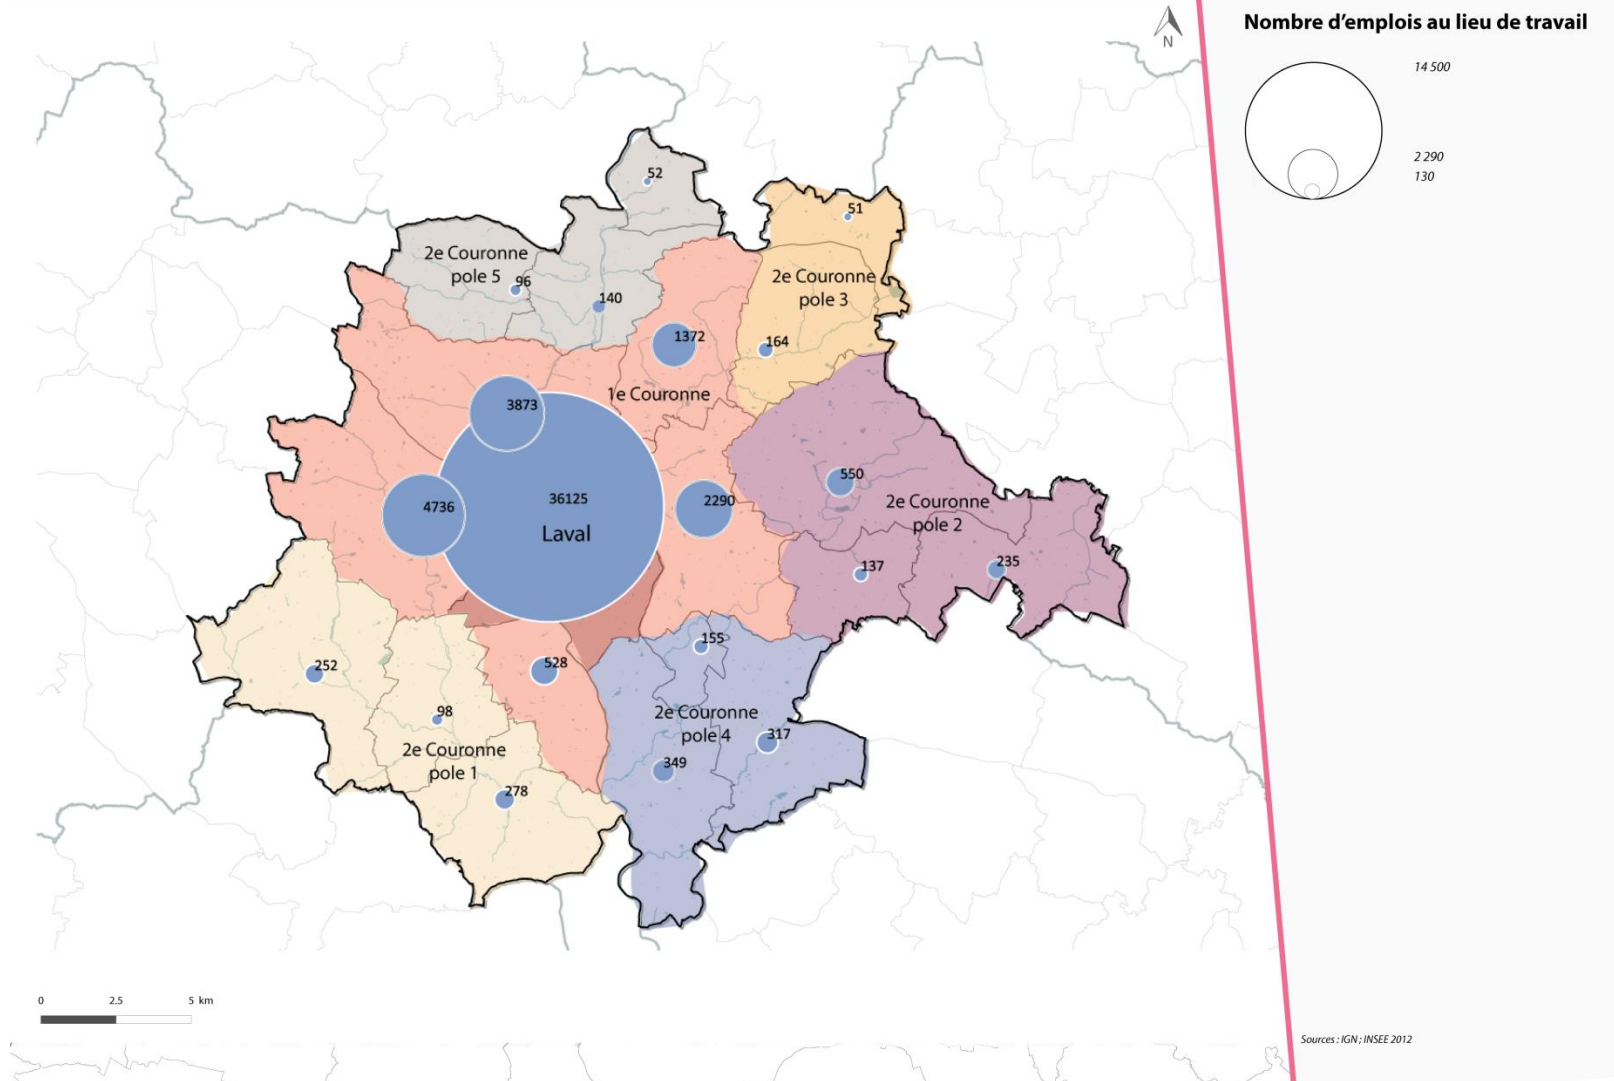 N
Nombre d’emplois au lieu de travail
14 500
2 290
130
52
51
2e Couronne
pole 5
96
140
2e Couronne
pole 3
1372
164
1e Couronne
3873
550
4736
36125
Laval
2290
2e Couronne
pole 2
137
235
155
528
252
98
2e Couronne
pole 4
317
349
2e Couronne
pole 1
278
0 2.5 5 km
Sources : IGN ; INSEE 2012